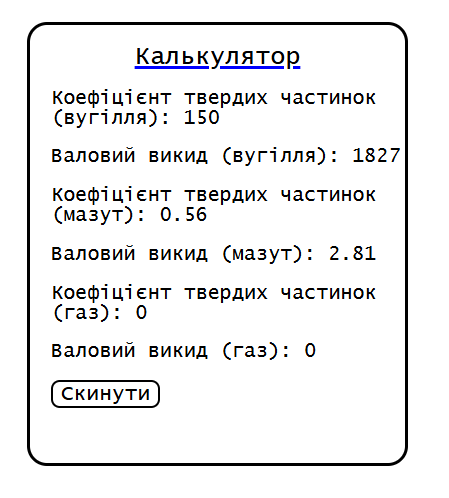 Калькулятор
Коефіцієнт твердих частинок
(вугілля): 150
Валовий викид (вугілля): 1827
Коефіцієнт твердих частинок
(мазут): 0.56
Валовий викид (мазут): 2.81
Коефіцієнт твердих частинок
(газ): 0
Валовий викид (газ): 0
Скинути